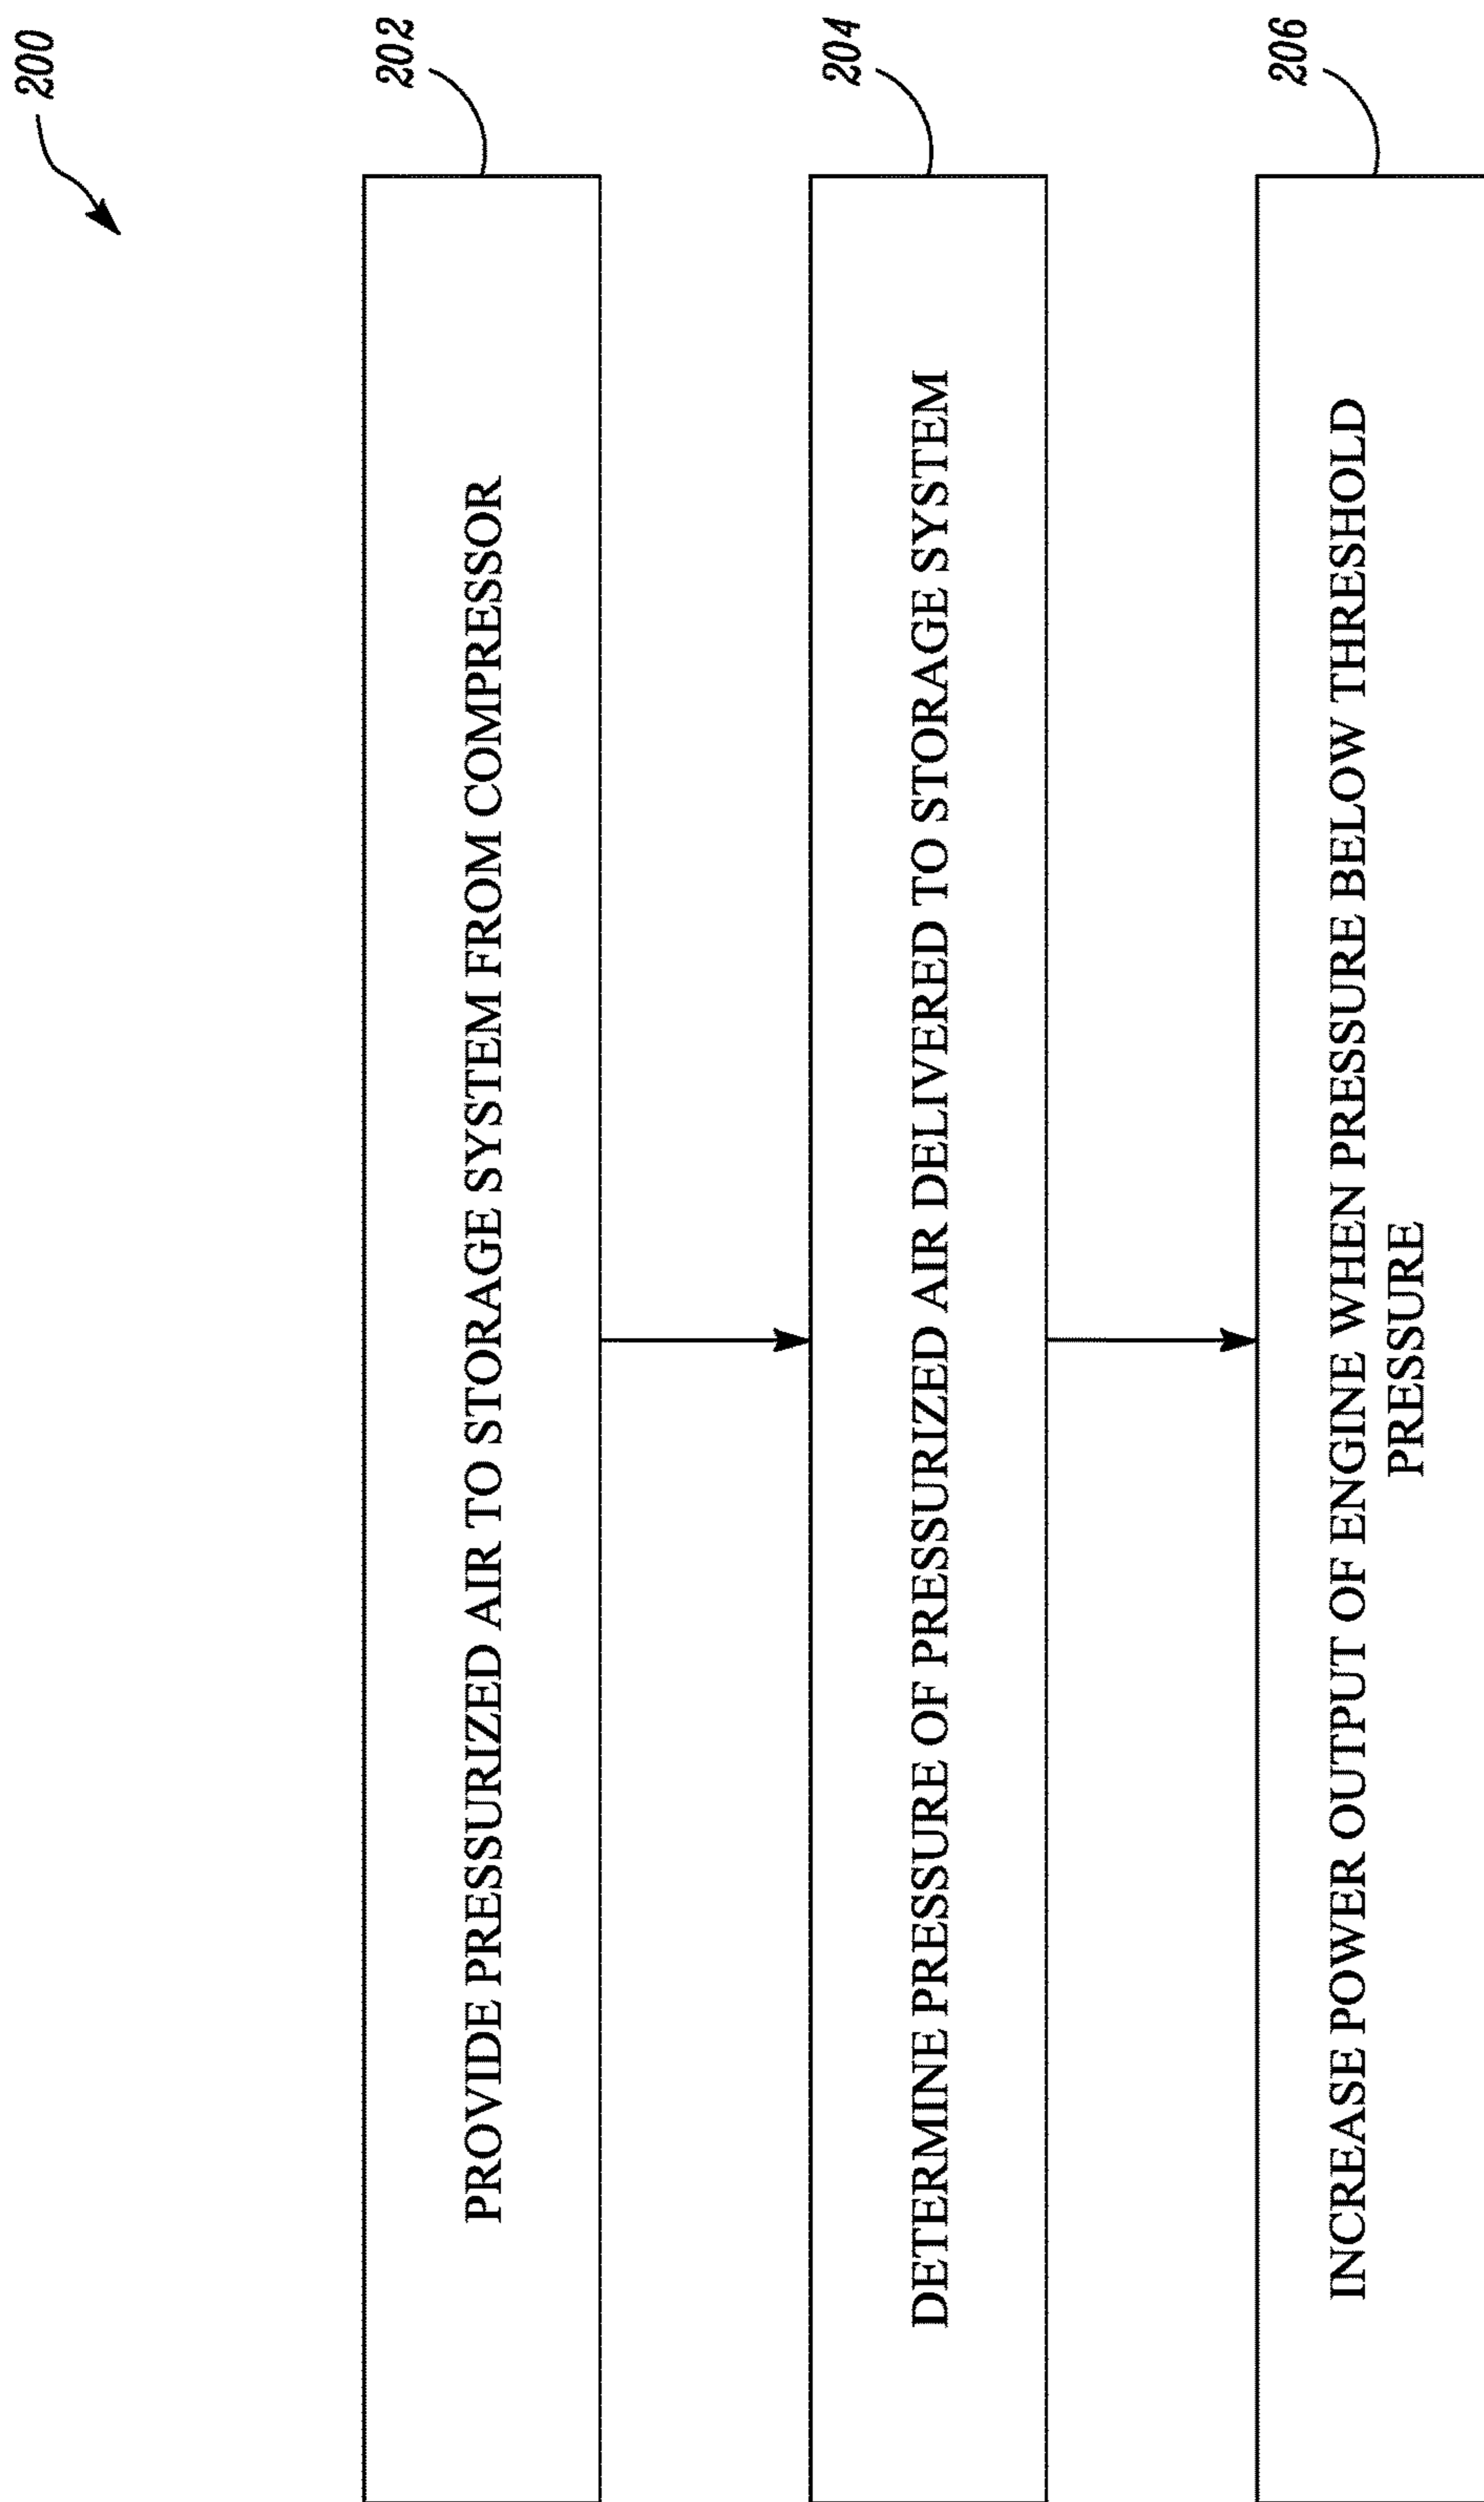 200
202
PROVIDE PRESSURIZED AIR TO STORAGE SYSTEM FROM COMPRESSOR
204
DETERMINE PRESSURE OF PRESSURIZED AIR DELIVERED TO STORAGE SYSTEM
206
INCREASE POWER OUTPUT OF ENGINE WHEN PRESSURE BELOW THRESHOLD
PRESSURE